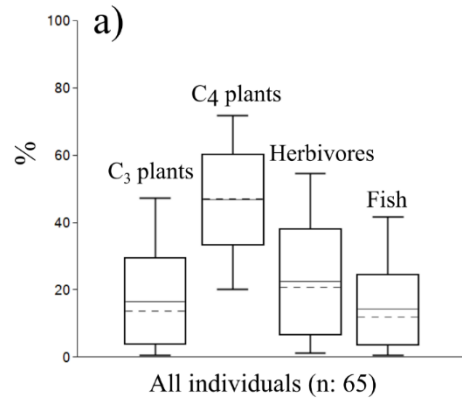 a)
100
80
60
40
20
0
%
C₃ plants
C4 plants
Herbivores
Fish
All individuals (n: 65)